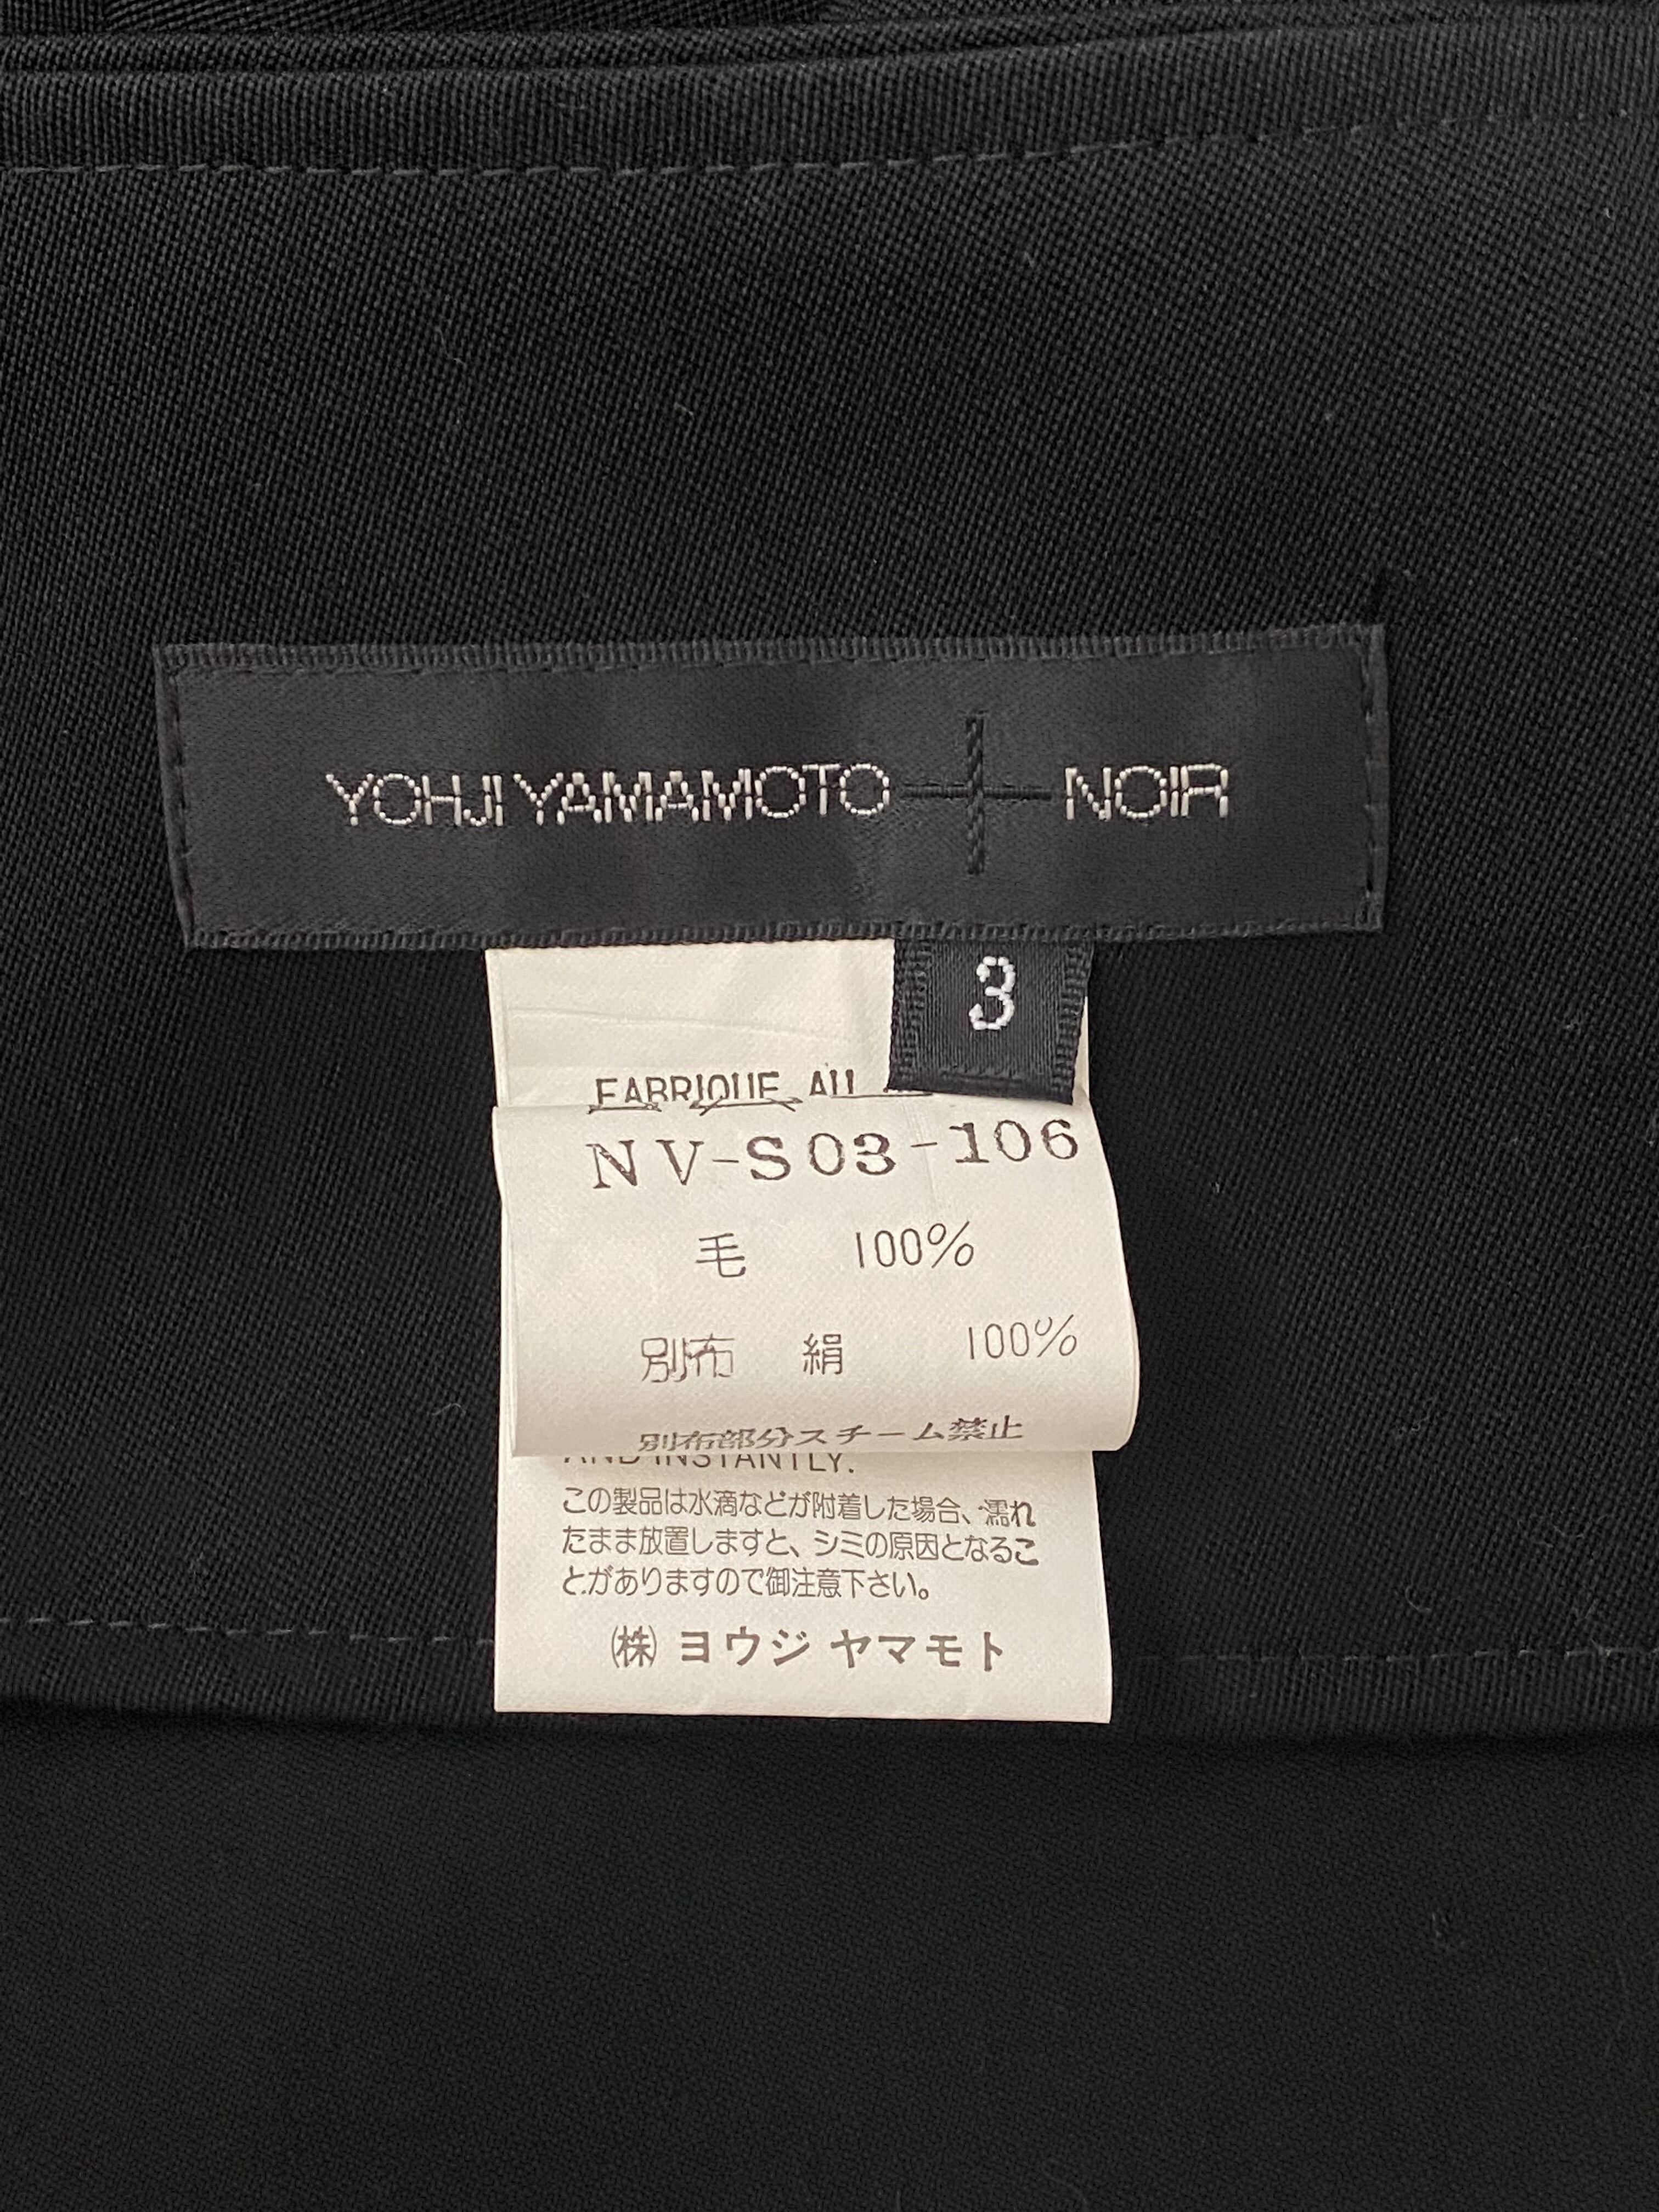 YOHJI YAMAMOTO + NOIR
3
FABRIQUE AU
NV-S03-106
毛 100%
別布 絹 100%
別布部分スチーム禁止
AND INSTANTLY.
この製品は水滴などが附着した場合、濡れ
たまま放置しますと、シミの原因となるこ
とがありますので御注意下さい。
㈱ ヨウジ ヤマモト